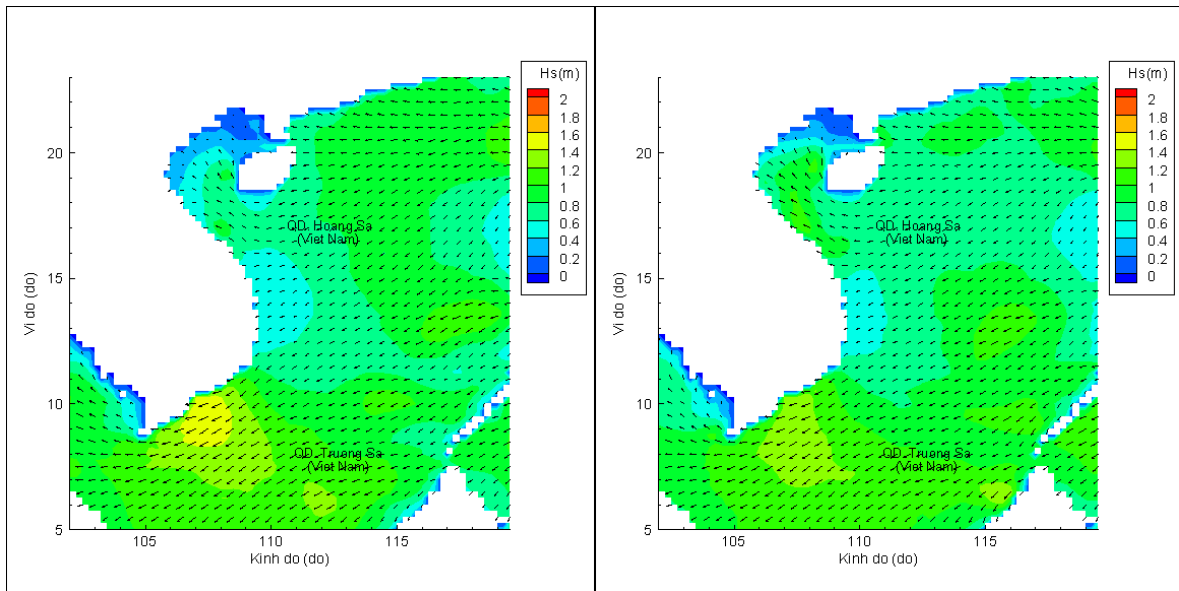 Hs(m)
2
1.8
1.6
1.4
1.2
1
0.8
0.6
0.4
0.2
0
20
15
10
5
105
110
115
Vi do (do)
Kinh do (do)
QD. Hoang Sa
(Viet Nam)
QD. Truong Sa
(Viet Nam)
Hs(m)
2
1.8
1.6
1.4
1.2
1
0.8
0.6
0.4
0.2
0
20
15
10
5
105
110
115
Vi do (do)
Kinh do (do)
QD. Hoang Sa
(Viet Nam)
QD. Truong Sa
(Viet Nam)